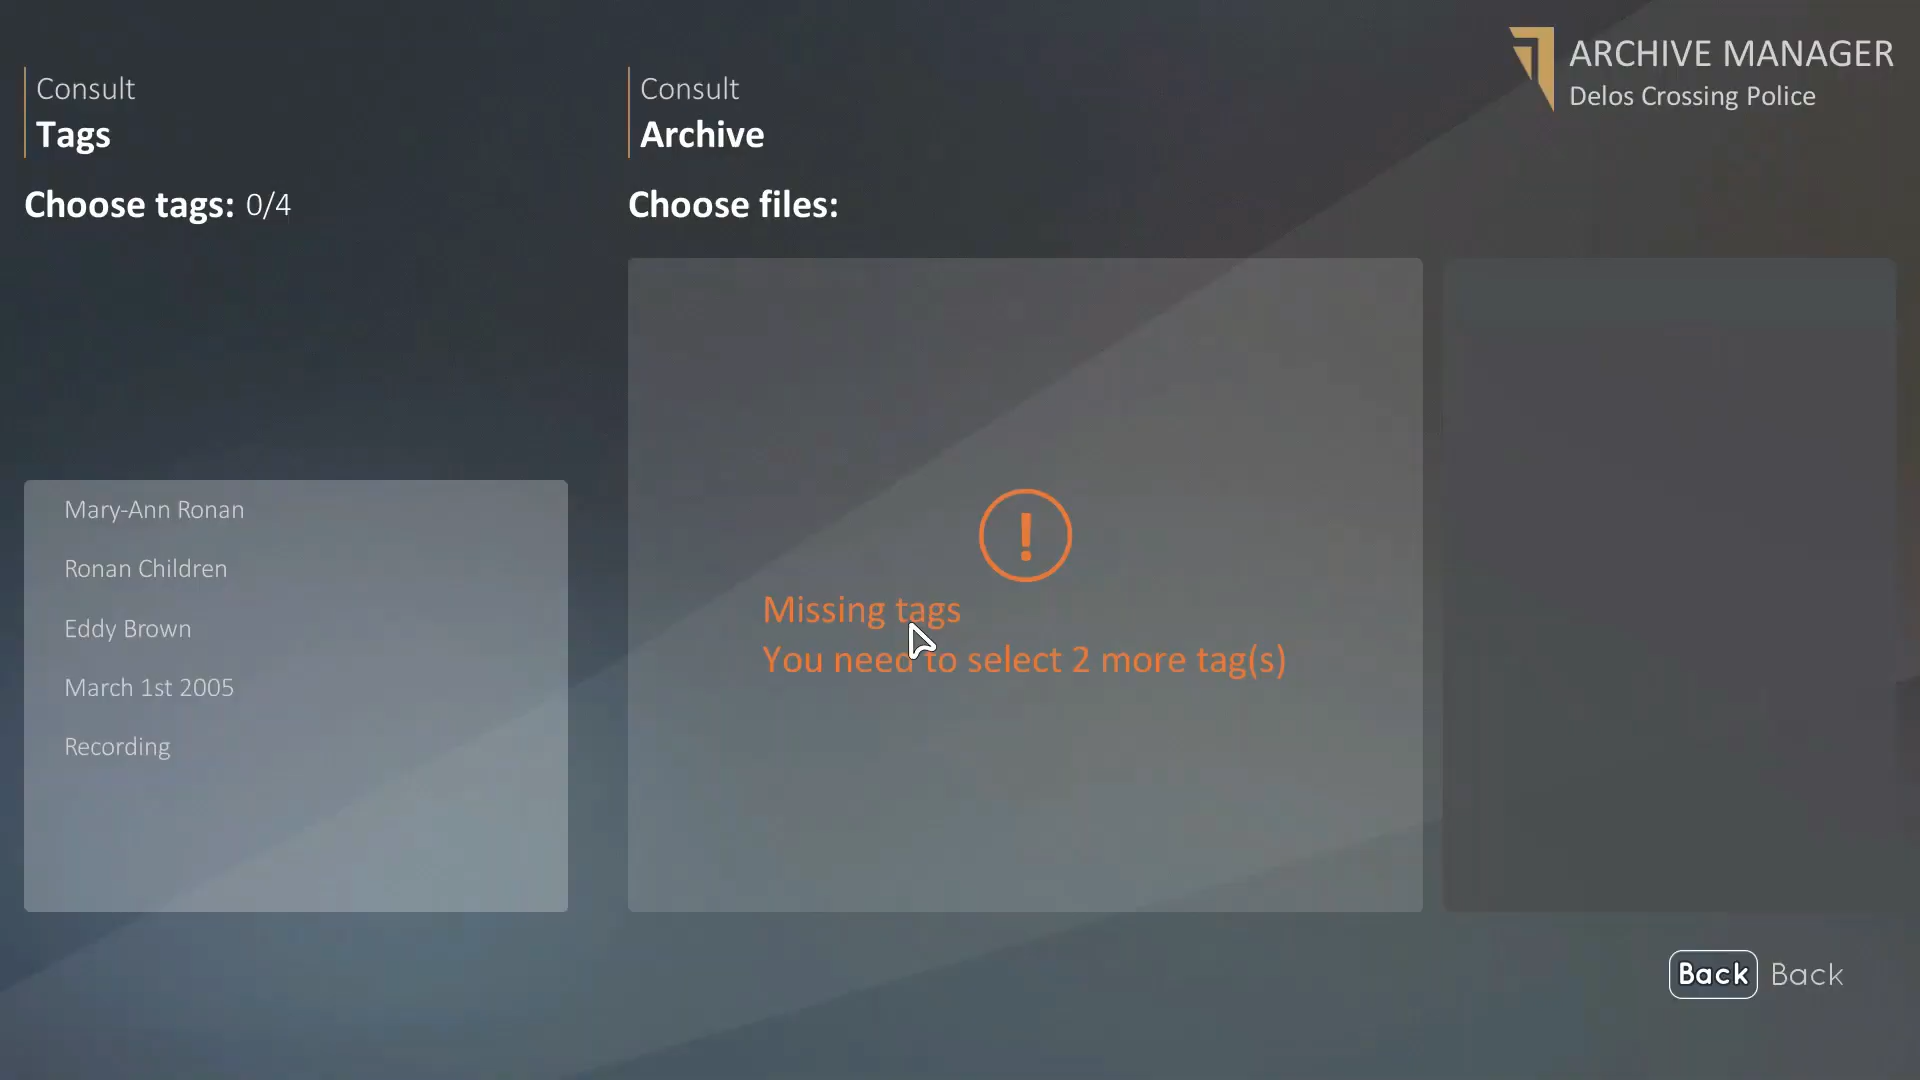 Consult
Tags
Choose tags: 0/4
Mary-Ann Ronan
Ronan Children
Eddy Brown
March 1st 2005
Recording
Consult
Archive
Choose files:
!
Missing tags
You need to select 2 more tag(s)
ARCHIVE MANAGER
Delos Crossing Police
Back Back